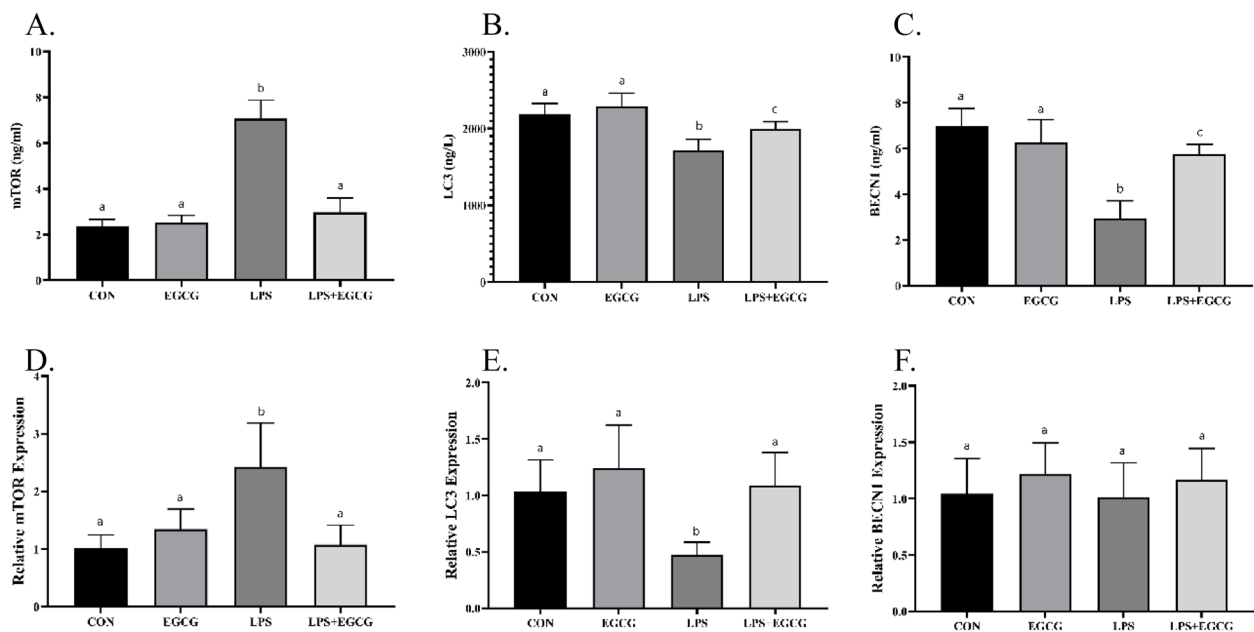 A.
mTOR (ng/ml)
10
8
6
4
2
0
a
a
b
a
CON
EGCG
LPS
LPS+EGCG
B.
LC3 (ng/L)
3000
2000
1000
0
a
a
b
c
CON
EGCG
LPS
LPS+EGCG
C.
BECN1 (ng/ml)
10
8
6
4
2
0
a
a
b
c
CON
EGCG
LPS
LPS+EGCG
D.
Relative mTOR Expression
4
3
2
1
0
a
a
b
a
CON
EGCG
LPS
LPS+EGCG
E.
Relative LC3 Expression
2.0
1.5
1.0
0.5
0.0
a
a
b
a
CON
EGCG
LPS
LPS+EGCG
F.
Relative BECN1 Expression
2.0
1.5
1.0
0.5
0.0
a
a
a
a
CON
EGCG
LPS
LPS+EGCG